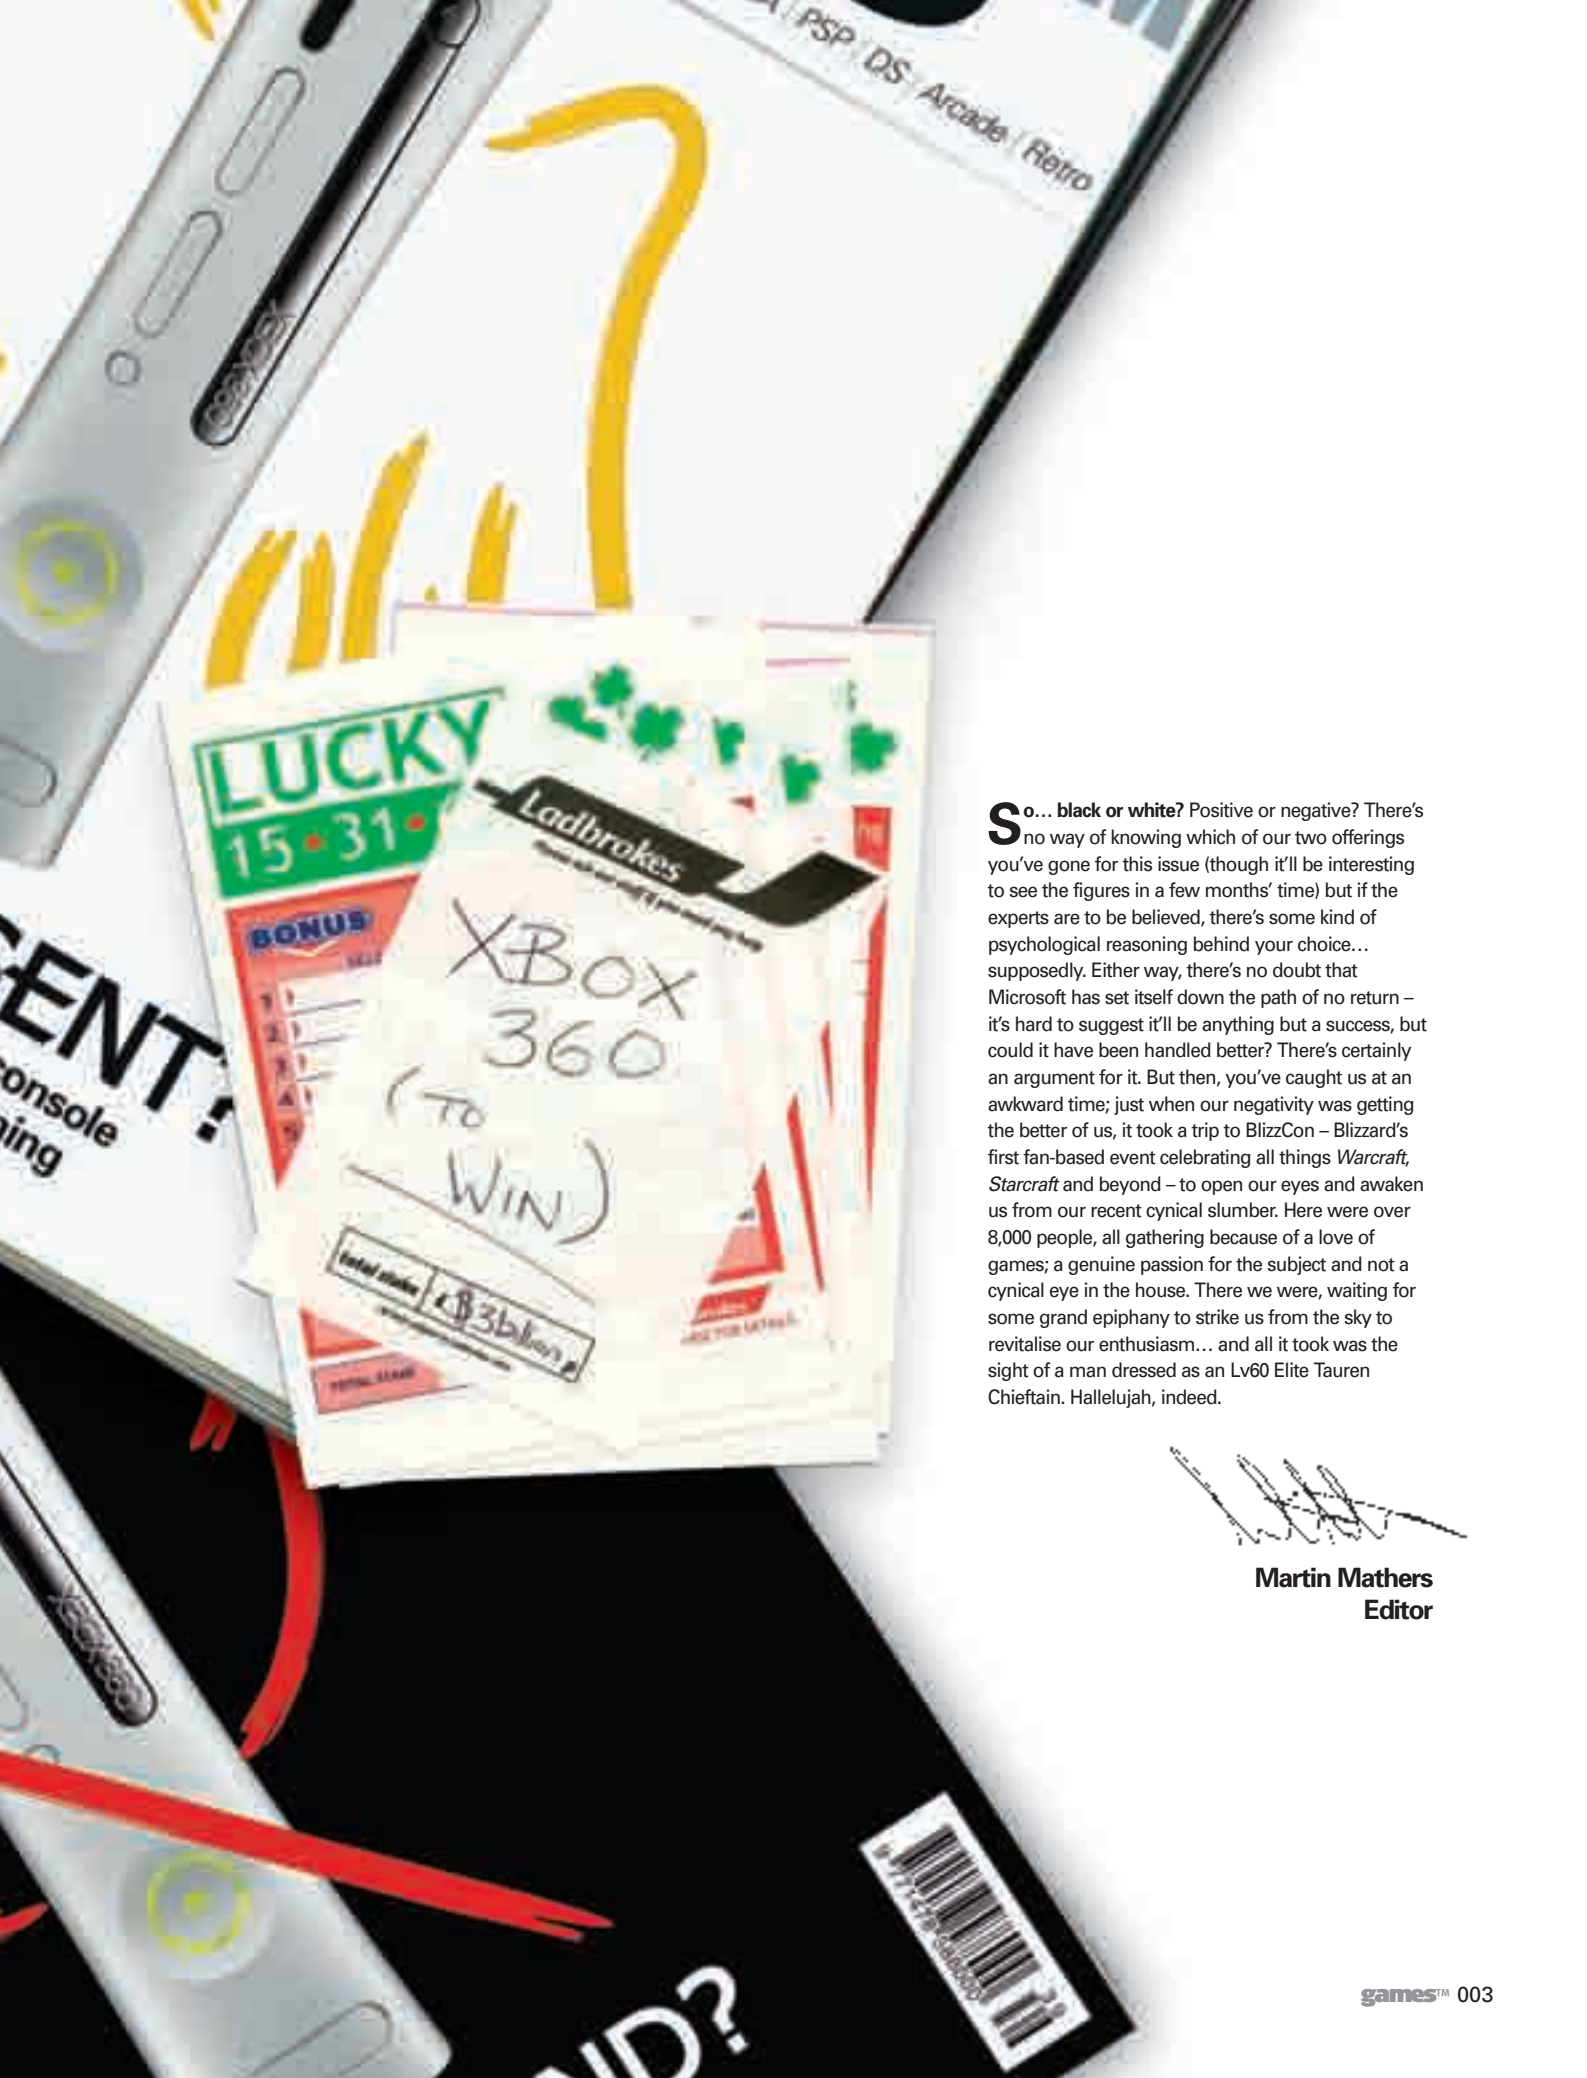 PSP / DS / Arcade / Retro
XBOX360
LUCKY
15 • 31 •
Ladbrokes
BONUS
XBOX
360
(TO
WIN)
total stake £$3billion
TOTAL STAKE
GENT?
console
ning
XBOX360
ND?
So… black or white? Positive or negative? There's
no way of knowing which of our two offerings
you've gone for this issue (though it'll be interesting
to see the figures in a few months' time) but if the
experts are to be believed, there's some kind of
psychological reasoning behind your choice…
supposedly. Either way, there's no doubt that
Microsoft has set itself down the path of no return –
it's hard to suggest it'll be anything but a success, but
could it have been handled better? There's certainly
an argument for it. But then, you've caught us at an
awkward time; just when our negativity was getting
the better of us, it took a trip to BlizzCon – Blizzard's
first fan-based event celebrating all things Warcraft,
Starcraft and beyond – to open our eyes and awaken
us from our recent cynical slumber. Here were over
8,000 people, all gathering because of a love of
games; a genuine passion for the subject and not a
cynical eye in the house. There we were, waiting for
some grand epiphany to strike us from the sky to
revitalise our enthusiasm… and all it took was the
sight of a man dressed as an Lv60 Elite Tauren
Chieftain. Hallelujah, indeed.
Martin Mathers
Editor
games™ 003